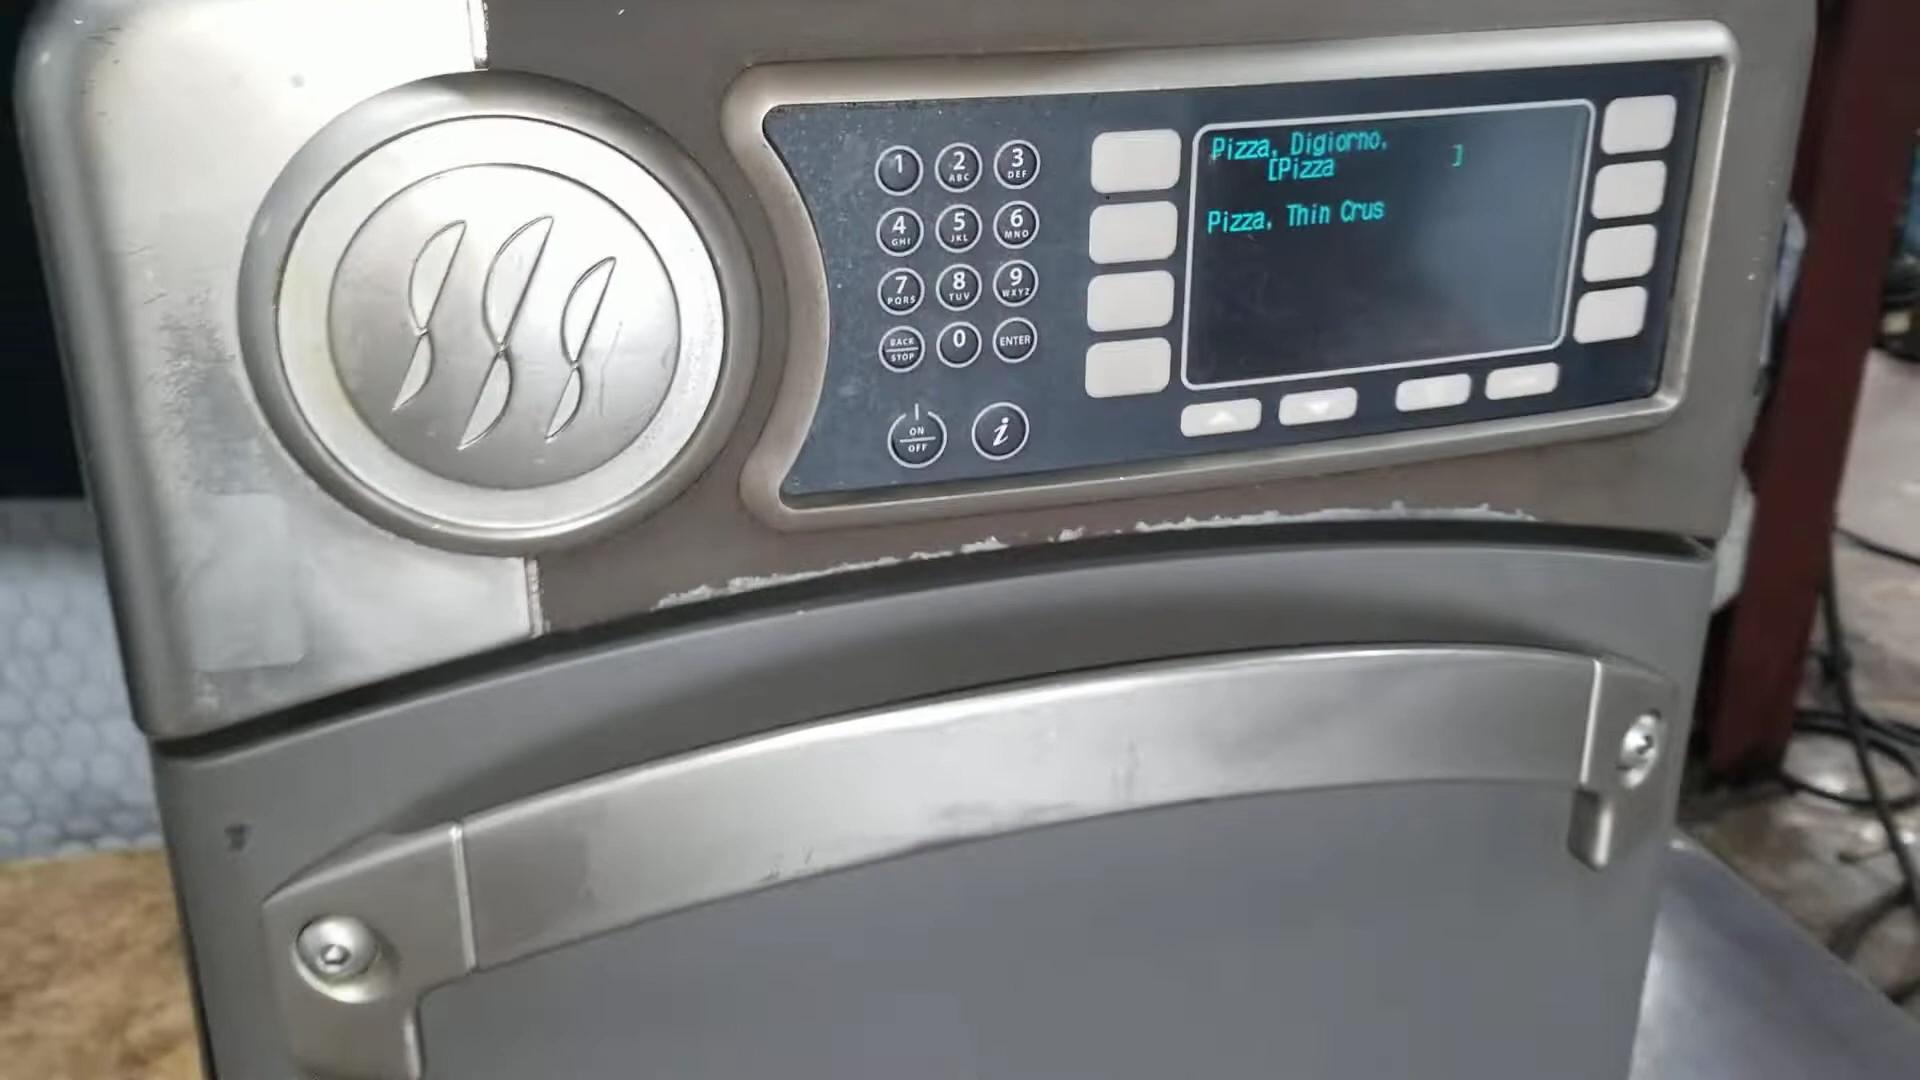 Pizza, Digiorno,
[Pizza ]
Pizza, Thin Crus
1
2 ABC
3 DEF
4 GHI
5 JKL
6 MNO
7 PQRS
8 TUV
9 WXYZ
BACK STOP
0
ENTER
ON OFF
i